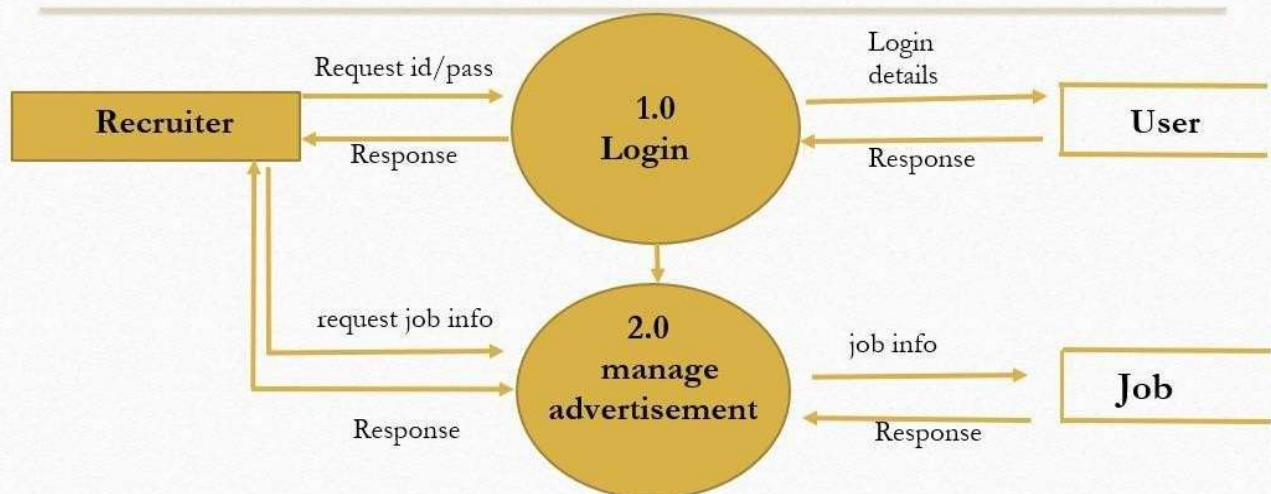 Request id/pass
Login
details
Recruiter
1.0
Login
User
Response
Response
request job info
2.0
manage
advertisement
job info
Job
Response
Response